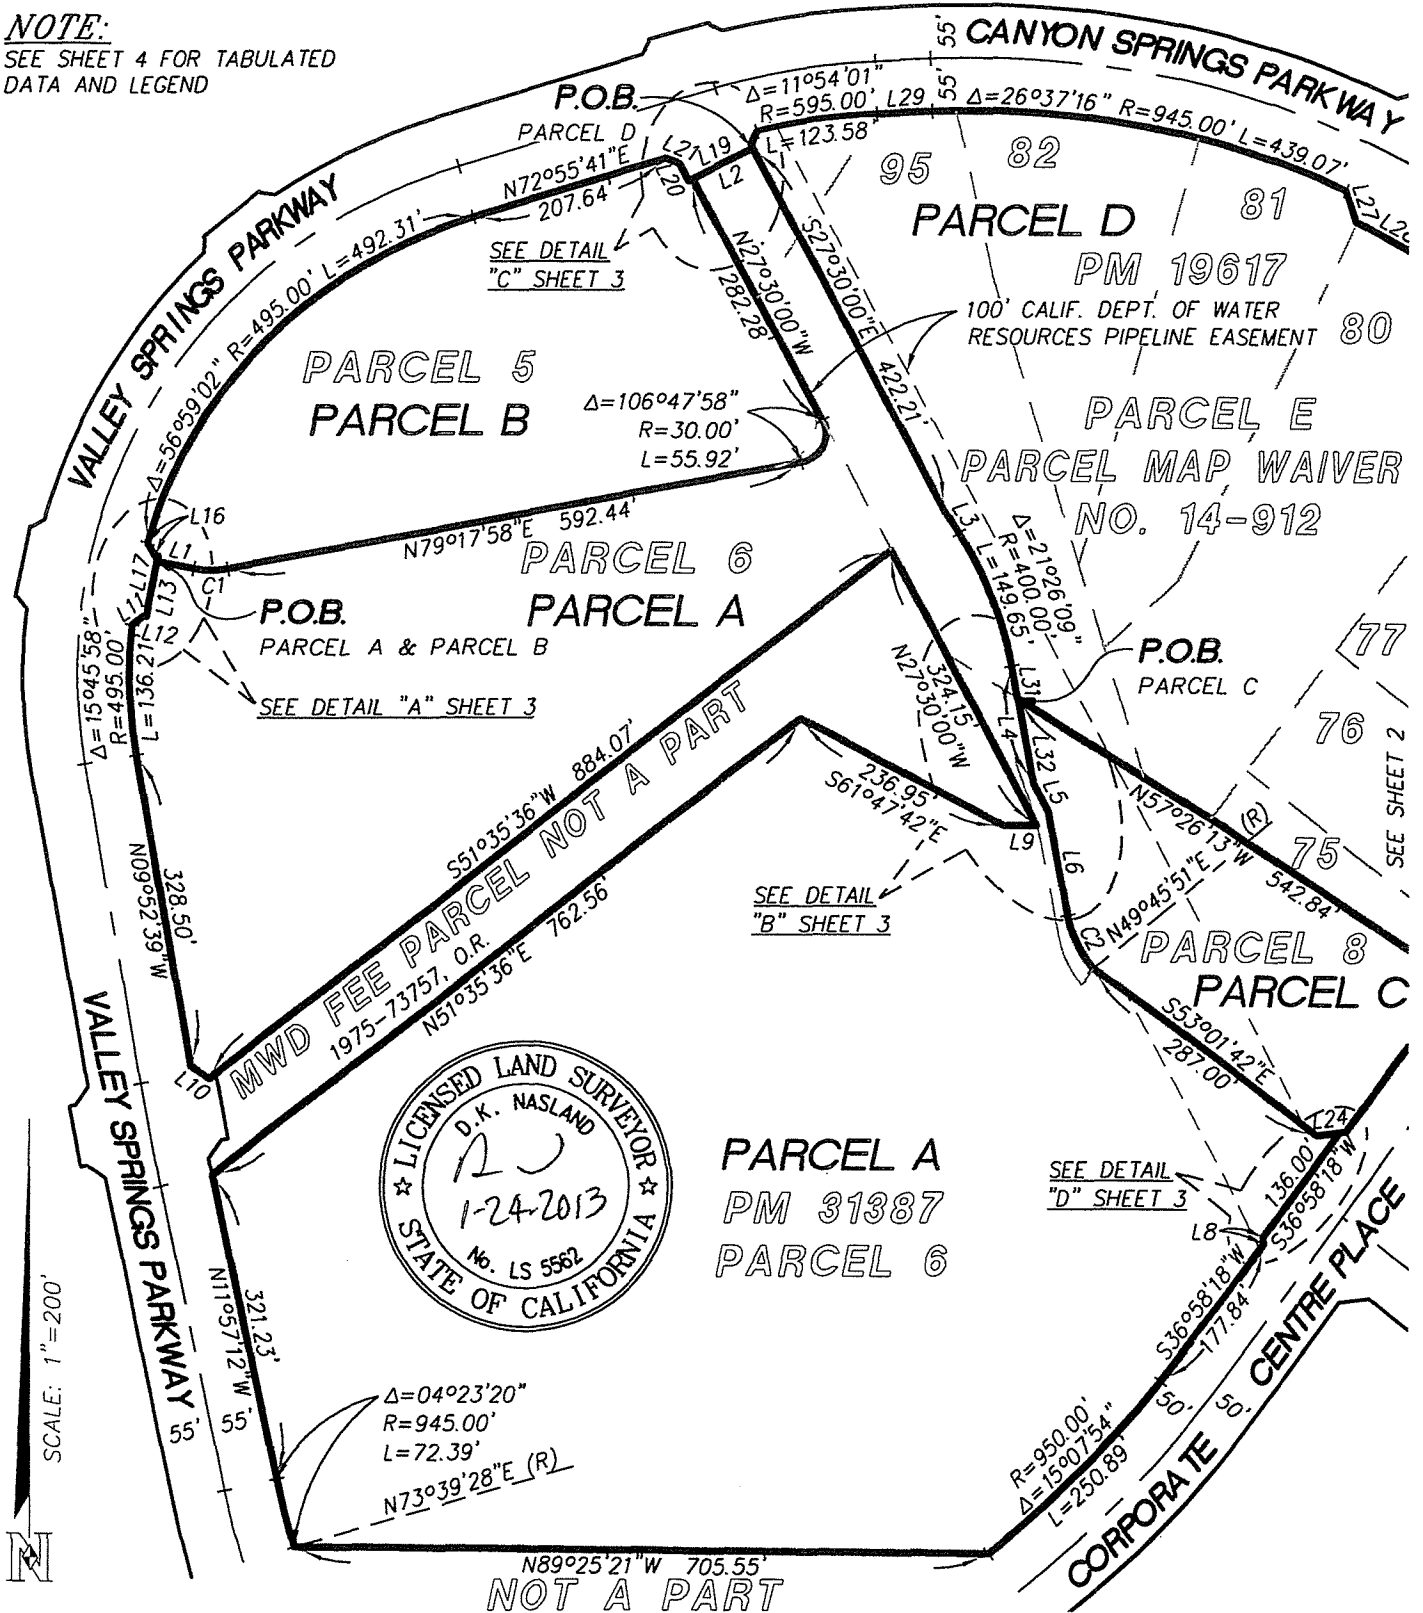 NOTE:
SEE SHEET 4 FOR TABULATED
DATA AND LEGEND
CANYON SPRINGS PARKWAY
55'
55'
P.O.B.
PARCEL D
Δ=11°54'01"
R=595.00'
L=123.58'
L29
Δ=26°37'16" R=945.00' L=439.07'
L27
L28
L21
L19
L2
L20
N72°55'41"E
207.64'
SEE DETAIL
"C" SHEET 3
95
82
81
80
PARCEL D
PM 19617
100' CALIF. DEPT. OF WATER
RESOURCES PIPELINE EASEMENT
S27°30'00"E
422.21'
N27°30'00"W
282.28'
VALLEY SPRINGS PARKWAY
Δ=56°59'02" R=495.00' L=492.31'
PARCEL 5
PARCEL B
Δ=106°47'58"
R=30.00'
L=55.92'
PARCEL E
PARCEL MAP WAIVER
NO. 14-912
L16
L1
L17
L13
C1
L11
L12
N79°17'58"E 592.44'
PARCEL 6
PARCEL A
P.O.B.
PARCEL A & PARCEL B
SEE DETAIL "A" SHEET 3
Δ=15°45'58"
R=495.00'
L=136.21'
L3
Δ=21°26'09"
R=400.00'
L=149.65'
L31
P.O.B.
PARCEL C
77
76
75
SEE SHEET 2
N27°30'00"W
324.15'
L4
L32
L5
L6
L9
236.95'
S61°47'42"E
N57°26'13"W
542.84'
N49°45'51"E (R)
C2
SEE DETAIL
"B" SHEET 3
PARCEL 8
PARCEL C
S51°35'36"W 884.07'
MWD FEE PARCEL NOT A PART
1975-73757, O.R.
N51°35'36"E 762.56'
N09°52'39"W
328.50'
L10
VALLEY SPRINGS PARKWAY
S53°01'42"E
287.00'
L24
SEE DETAIL
"D" SHEET 3
136.00'
S36°58'18"W
L8
LICENSED LAND SURVEYOR
D.K. NASLAND
1-24-2013
No. LS 5562
STATE OF CALIFORNIA
PARCEL A
PM 31387
PARCEL 6
S36°58'18"W
177.84'
CORPORATE CENTRE PLACE
50'
50'
N11°57'12"W
321.23'
55'
55'
Δ=04°23'20"
R=945.00'
L=72.39'
N73°39'28"E (R)
R=950.00'
Δ=15°07'54"
L=250.89'
N89°25'21"W 705.55'
NOT A PART
SCALE: 1"=200'
N